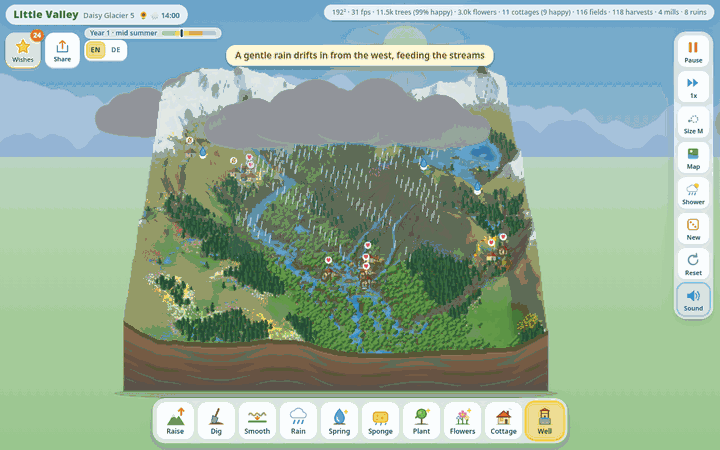 Little Valley Daisy Glacier 5 14:00
192² · 31 fps · 11.5k trees (99% happy) · 3.0k flowers · 11 cottages (9 happy) · 116 fields · 118 harvests · 4 mills · 8 ruins
24
Wishes
Share
Year 1 · mid summer
EN DE
A gentle rain drifts in from the west, feeding the streams
Pause
1x
Size M
Map
Shower
New
Reset
Sound
Raise Dig Smooth Rain Spring Sponge Plant Flowers Cottage Well